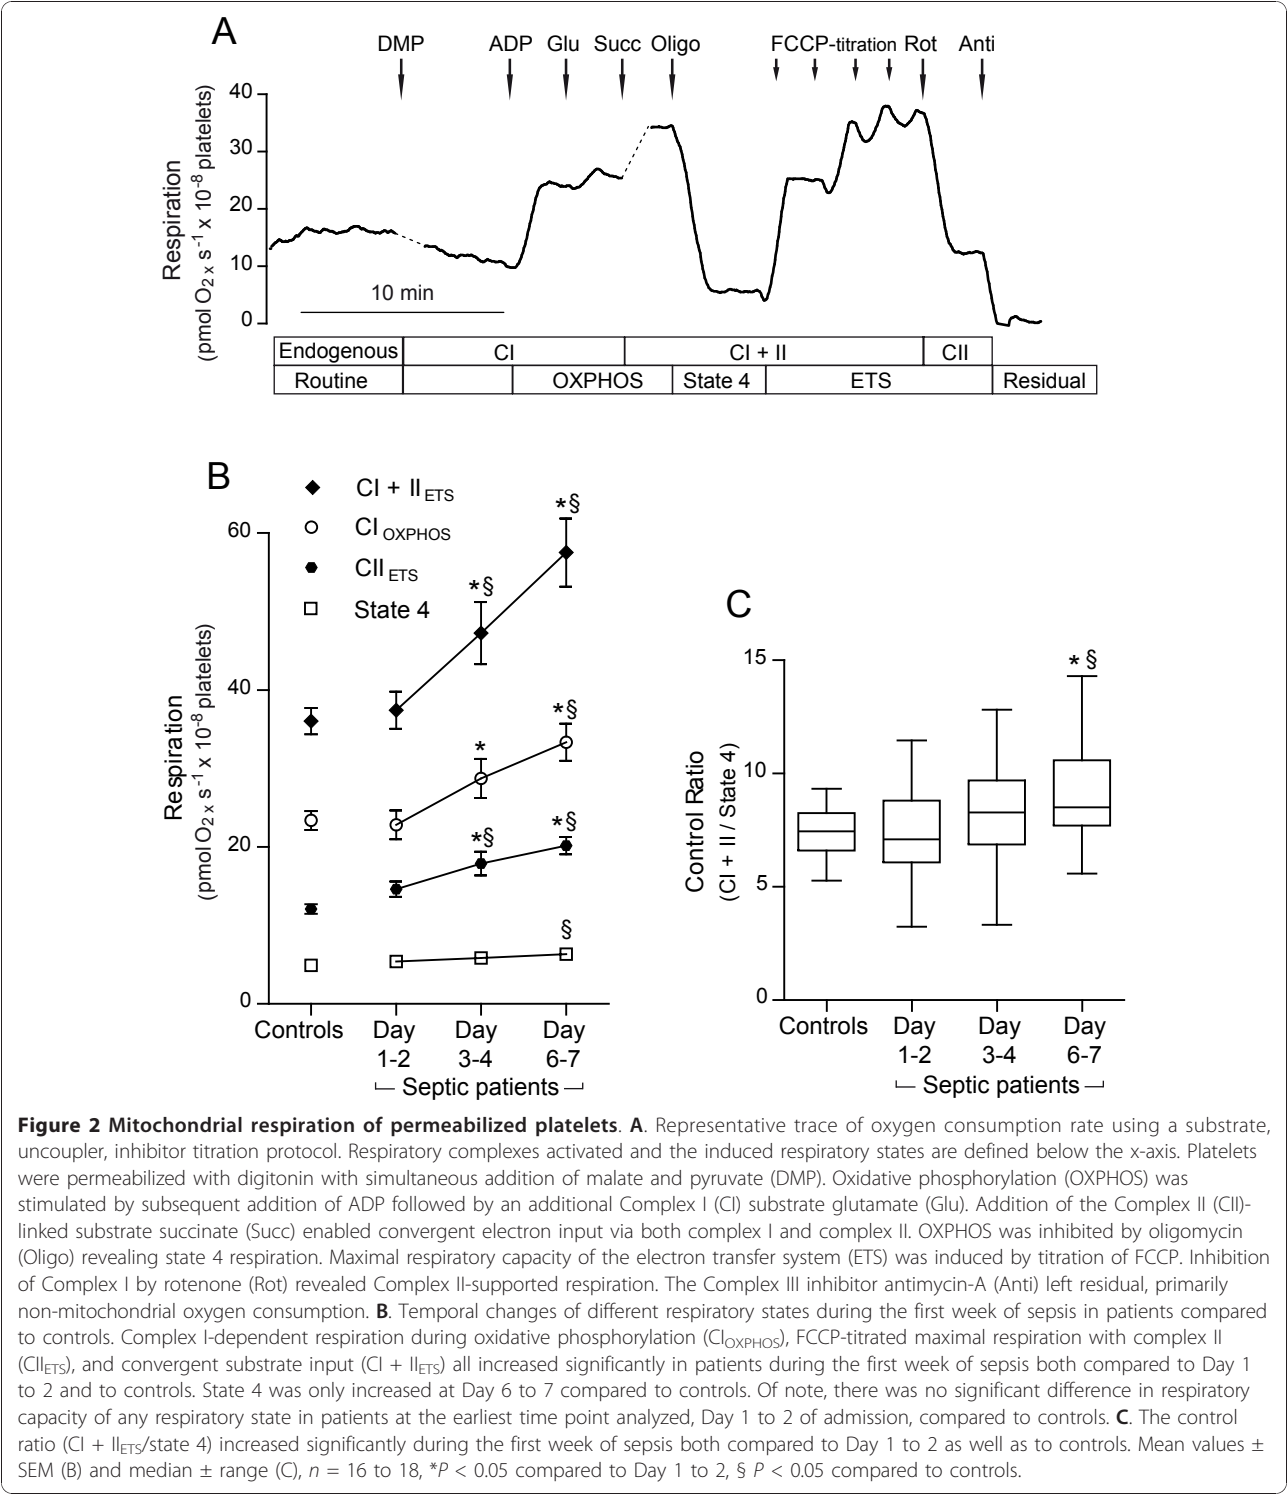 A
DMP ADP Glu Succ Oligo FCCP-titration Rot Anti
Respiration
(pmol O2 x s-1 x 10-8 platelets)
40
30
20
10
0
10 min
Endogenous CI CI + II CII
Routine OXPHOS State 4 ETS Residual
B
CI + II ETS
CI OXPHOS
CII ETS
State 4
Respiration
(pmol O2 x s-1 x 10-8 platelets)
60
40
20
0
*§
*§
*§
*
*§
*§
§
Controls Day Day Day
1-2 3-4 6-7
Septic patients
C
Control Ratio
(CI + II / State 4)
15
10
5
0
* §
Controls Day Day Day
1-2 3-4 6-7
Septic patients
Figure 2 Mitochondrial respiration of permeabilized platelets. A. Representative trace of oxygen consumption rate using a substrate,
uncoupler, inhibitor titration protocol. Respiratory complexes activated and the induced respiratory states are defined below the x-axis. Platelets
were permeabilized with digitonin with simultaneous addition of malate and pyruvate (DMP). Oxidative phosphorylation (OXPHOS) was
stimulated by subsequent addition of ADP followed by an additional Complex I (CI) substrate glutamate (Glu). Addition of the Complex II (CII)-
linked substrate succinate (Succ) enabled convergent electron input via both complex I and complex II. OXPHOS was inhibited by oligomycin
(Oligo) revealing state 4 respiration. Maximal respiratory capacity of the electron transfer system (ETS) was induced by titration of FCCP. Inhibition
of Complex I by rotenone (Rot) revealed Complex II-supported respiration. The Complex III inhibitor antimycin-A (Anti) left residual, primarily
non-mitochondrial oxygen consumption. B. Temporal changes of different respiratory states during the first week of sepsis in patients compared
to controls. Complex I-dependent respiration during oxidative phosphorylation (CIOXPHOS), FCCP-titrated maximal respiration with complex II
(CIIETS), and convergent substrate input (CI + IIETS) all increased significantly in patients during the first week of sepsis both compared to Day 1
to 2 and to controls. State 4 was only increased at Day 6 to 7 compared to controls. Of note, there was no significant difference in respiratory
capacity of any respiratory state in patients at the earliest time point analyzed, Day 1 to 2 of admission, compared to controls. C. The control
ratio (CI + IIETS/state 4) increased significantly during the first week of sepsis both compared to Day 1 to 2 as well as to controls. Mean values ±
SEM (B) and median ± range (C), n = 16 to 18, *P < 0.05 compared to Day 1 to 2, § P < 0.05 compared to controls.